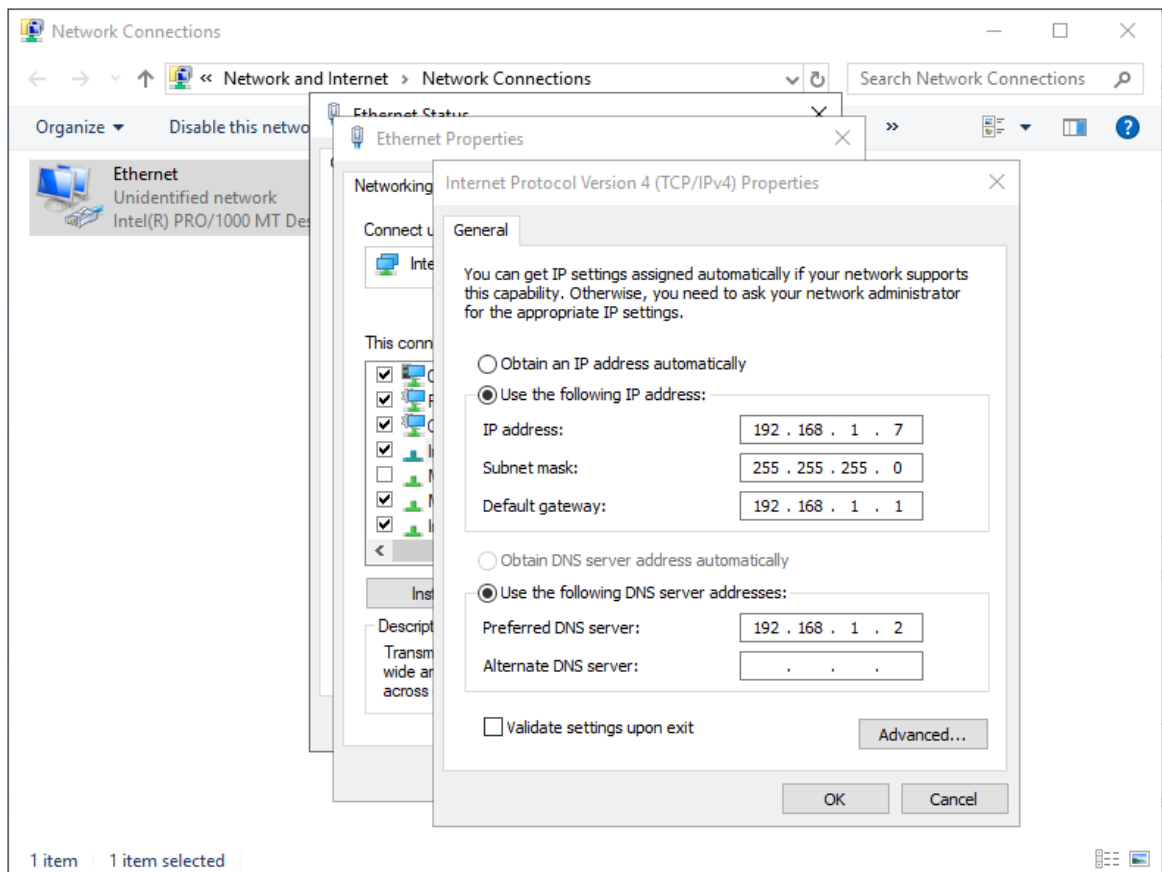 Network Connections
« Network and Internet > Network Connections
Search Network Connections
Organize
Disable this netwo
»
Ethernet
Unidentified network
Intel(R) PRO/1000 MT Des
Ethernet Status
Ethernet Properties
Networking
Connect u
Inte
This conn
Inst
Descript
Transm
wide ar
across
Internet Protocol Version 4 (TCP/IPv4) Properties
General
You can get IP settings assigned automatically if your network supports
this capability. Otherwise, you need to ask your network administrator
for the appropriate IP settings.
Obtain an IP address automatically
Use the following IP address:
IP address: 192 . 168 . 1 . 7
Subnet mask: 255 . 255 . 255 . 0
Default gateway: 192 . 168 . 1 . 1
Obtain DNS server address automatically
Use the following DNS server addresses:
Preferred DNS server: 192 . 168 . 1 . 2
Alternate DNS server: . . .
Validate settings upon exit
Advanced...
OK Cancel
1 item 1 item selected